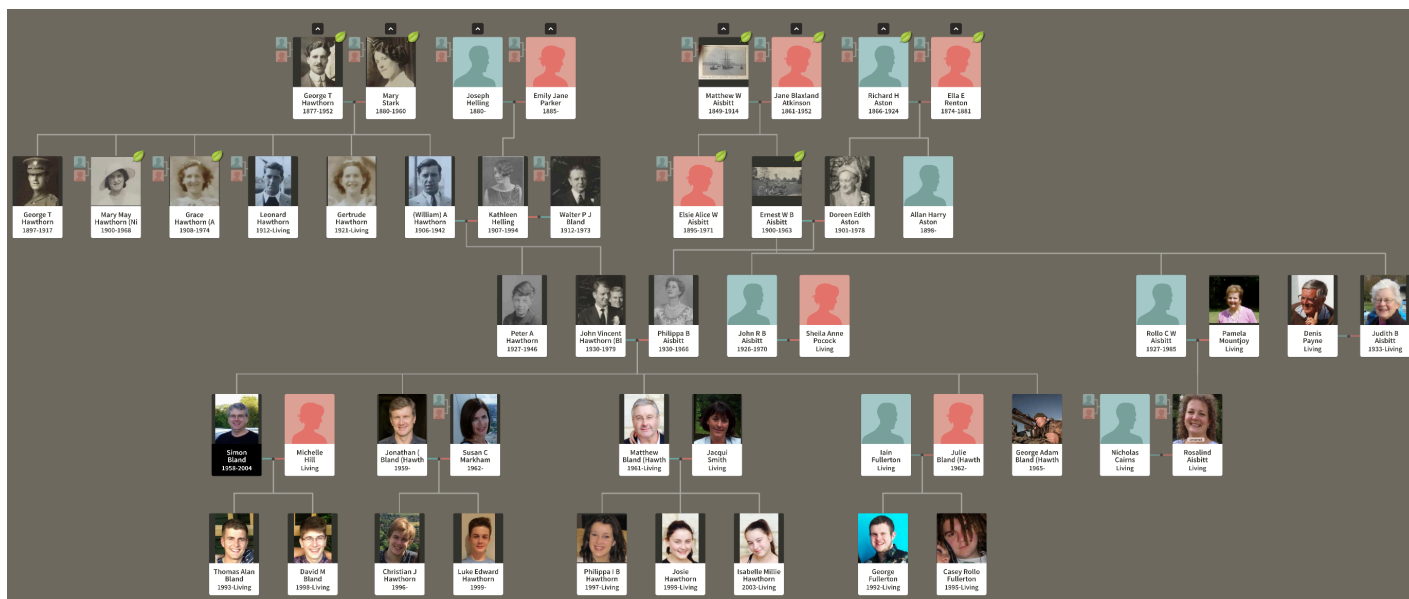 George T
Hawthorn
1877-1952
Mary
Stark
1880-1960
Joseph
Helling
1880-
Emily Jane
Parker
1885-
Matthew W
Aisbitt
1849-1914
Jane Blaxland
Atkinson
1861-1952
Richard H
Aston
1866-1924
Ella E
Renton
1874-1881
George T
Hawthorn
1897-1917
Mary May
Hawthorn (Ni
1900-1968
Grace
Hawthorn (A
1908-1974
Leonard
Hawthorn
1912-Living
Gertrude
Hawthorn
1921-Living
(William) A
Hawthorn
1906-1942
Kathleen
Helling
1907-1994
Walter P J
Bland
1912-1973
Elsie Alice W
Aisbitt
1895-1971
Ernest W B
Aisbitt
1900-1963
Doreen Edith
Aston
1901-1978
Allan Harry
Aston
1898-
Peter A
Hawthorn
1927-1946
John Vincent
Hawthorn (Bl
1930-1979
Philippa B
Aisbitt
1930-1966
John R B
Aisbitt
1926-1970
Sheila Anne
Pocock
Living
Rollo C W
Aisbitt
1927-1985
Pamela
Mountjoy
Living
Denis
Payne
Living
Judith B
Aisbitt
1933-Living
Simon
Bland
1958-2004
Michelle
Hill
Living
Jonathan (
Bland (Hawth
1959-
Susan C
Markham
1962-
Matthew
Bland (Hawth
1961-Living
Jacqui
Smith
Living
Iain
Fullerton
Living
Julie
Bland (Hawth
1962-
George Adam
Bland (Hawth
1965-
Nicholas
Cairns
Living
Rosalind
Aisbitt
Living
Thomas Alan
Bland
1993-Living
David M
Bland
1998-Living
Christian J
Hawthorn
1996-
Luke Edward
Hawthorn
1999-
Philippa I B
Hawthorn
1997-Living
Josie
Hawthorn
1999-Living
Isabelle Millie
Hawthorn
2003-Living
George
Fullerton
1992-Living
Casey Rollo
Fullerton
1995-Living